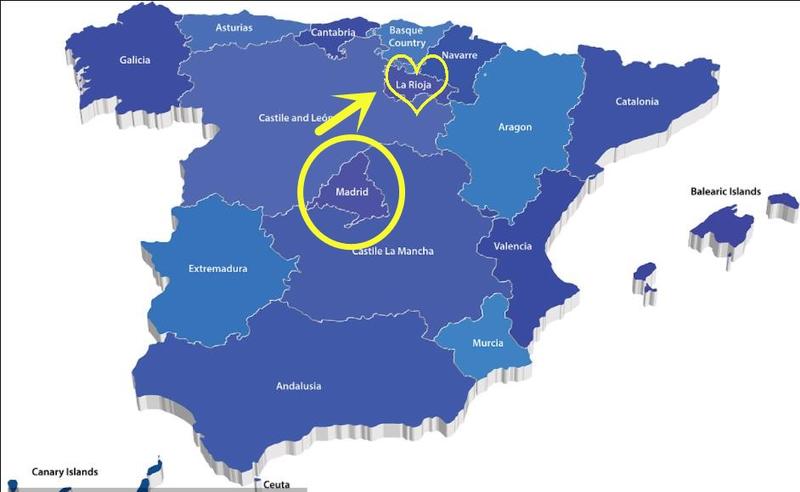 Asturias
Cantabria
Basque
Country
Navarre
Galicia
La Rioja
Catalonia
Castile and León
Aragon
Madrid
Balearic Islands
Valencia
Castile La Mancha
Extremadura
Murcia
Andalusia
Canary Islands
Ceuta